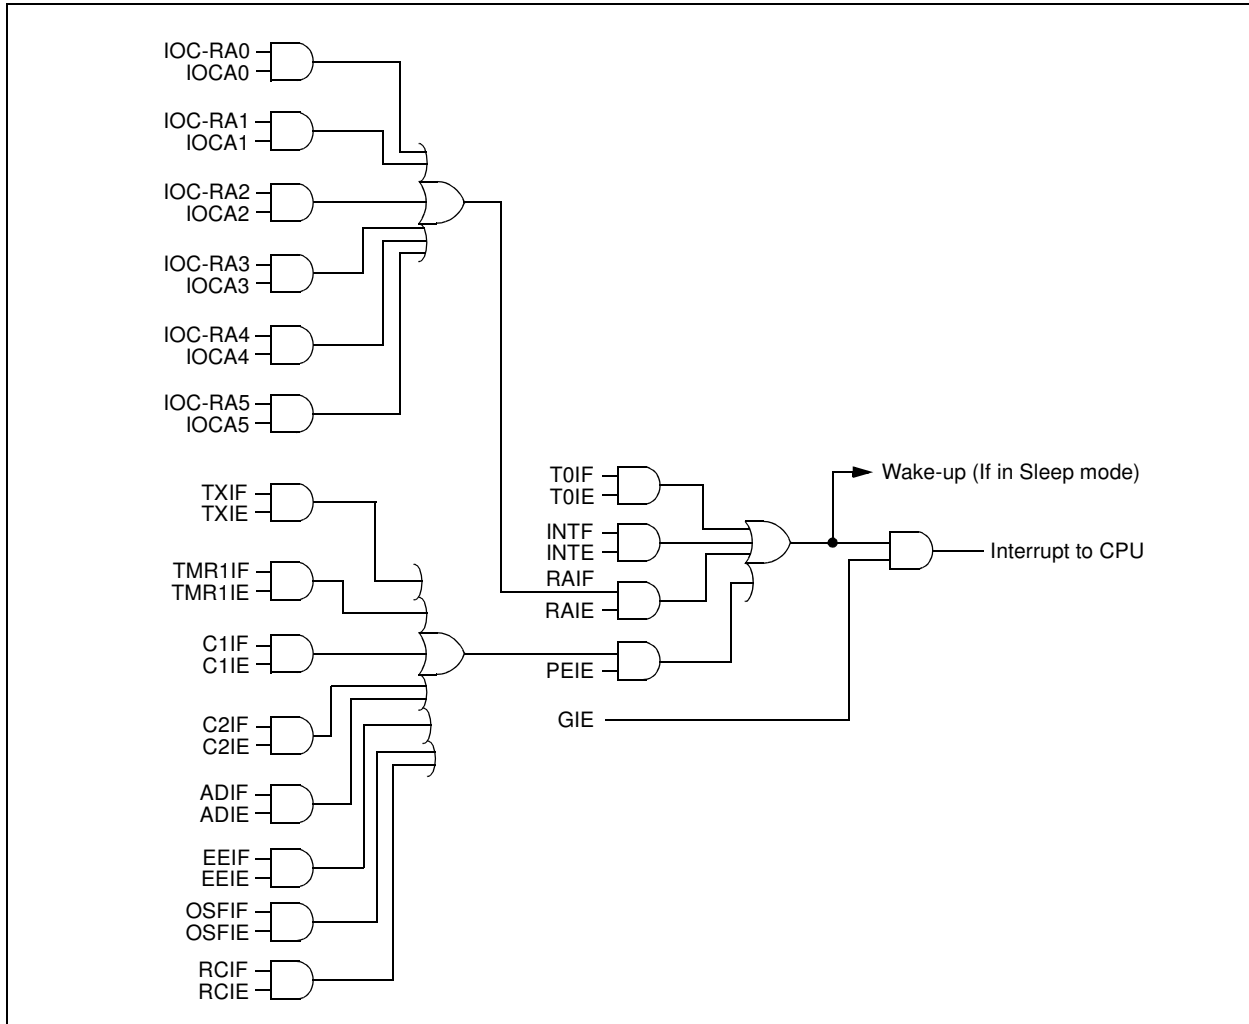 IOC-RA0
IOCA0
IOC-RA1
IOCA1
IOC-RA2
IOCA2
IOC-RA3
IOCA3
IOC-RA4
IOCA4
IOC-RA5
IOCA5
TXIF
TXIE
TMR1IF
TMR1IE
C1IF
C1IE
C2IF
C2IE
ADIF
ADIE
EEIF
EEIE
OSFIF
OSFIE
RCIF
RCIE
T0IF
T0IE
INTF
INTE
RAIF
RAIE
PEIE
GIE
Wake-up (If in Sleep mode)
Interrupt to CPU